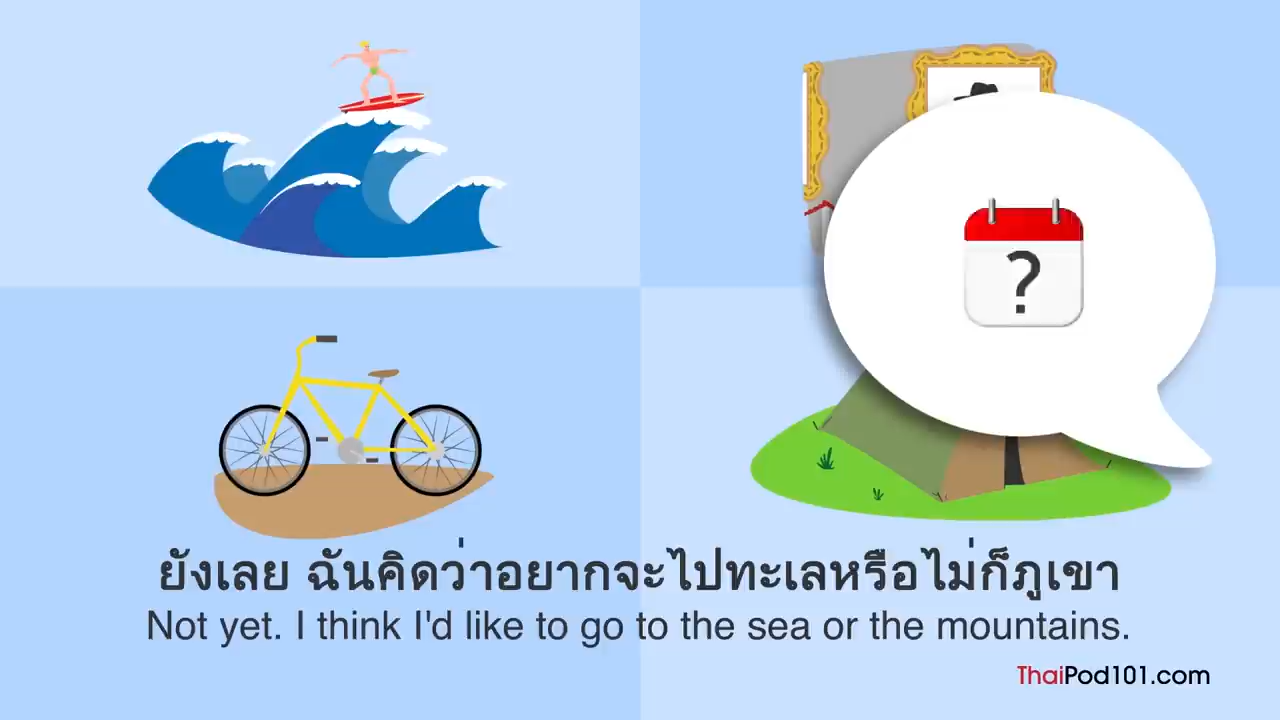 ?
ยังเลย ฉันคิดว่าอยากจะไปทะเลหรือไม่ก็ภูเขา
Not yet. I think I'd like to go to the sea or the mountains.
ThaiPod101.com